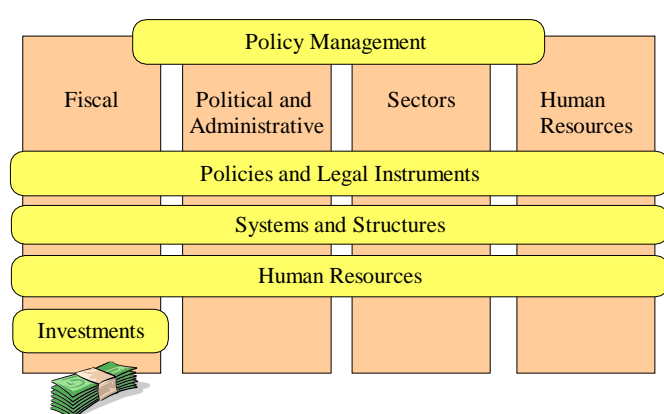 Policy Management
Fiscal
Political and
Administrative
Sectors
Human
Resources
Policies and Legal Instruments
Systems and Structures
Human Resources
Investments